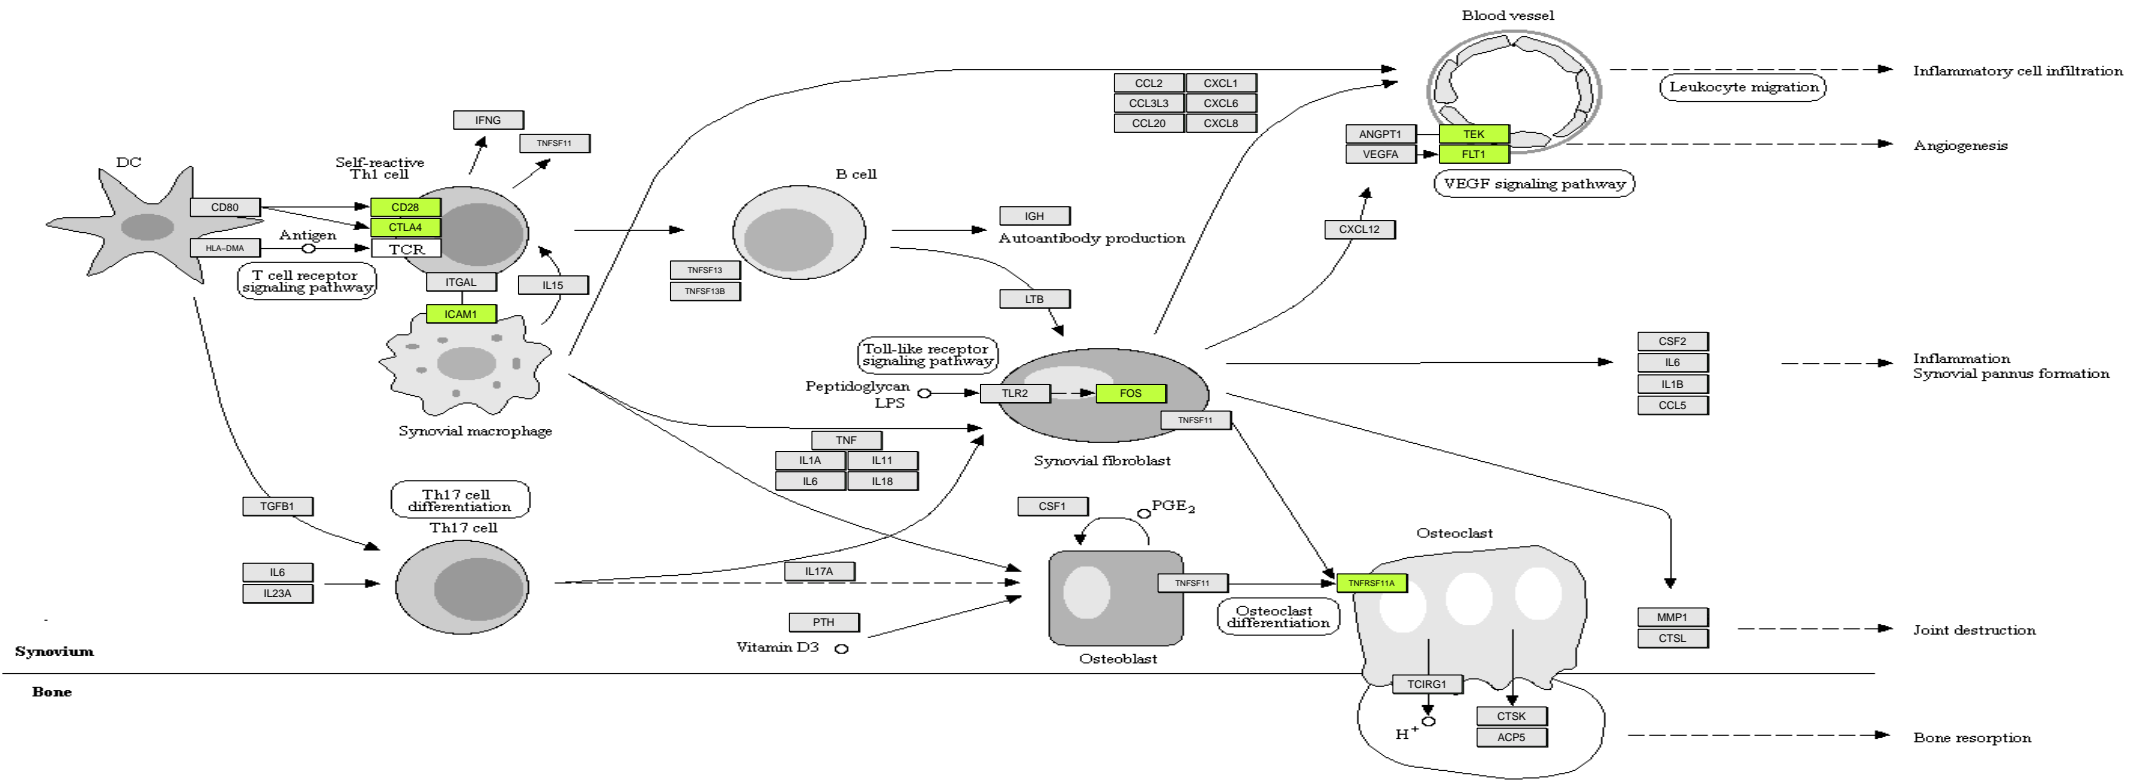 Blood vessel
Inflammatory cell infiltration
Leukocyte migration
CCL2 CXCL1
CCL3L3 CXCL6
CCL20 CXCL8
IFNG
TNFSF11
ANGPT1 TEK
VEGFA FLT1
Angiogenesis
VEGF signaling pathway
DC
Self-reactive
Th1 cell
B cell
CD80
CD28
CTLA4
HLA-DMA
Antigen
TCR
T cell receptor
signaling pathway
ITGAL
IL15
ICAM1
Synovial macrophage
TNFSF13
TNFSF13B
IGH
Autoantibody production
LTB
CXCL12
Toll-like receptor
signaling pathway
Peptidoglycan
LPS
TLR2
FOS
TNFSF11
Synovial fibroblast
CSF2
IL6
IL1B
CCL5
Inflammation
Synovial pannus formation
TNF
IL1A IL11
IL6 IL18
TGFB1
Th17 cell
differentiation
Th17 cell
IL6
IL23A
IL17A
PTH
Vitamin D3
CSF1
PGE2
TNFSF11
Osteoblast
Osteoclast
differentiation
Osteoclast
TNFRSF11A
MMP1
CTSL
Joint destruction
Synovium
Bone
TCIRG1
H+
CTSK
ACP5
Bone resorption